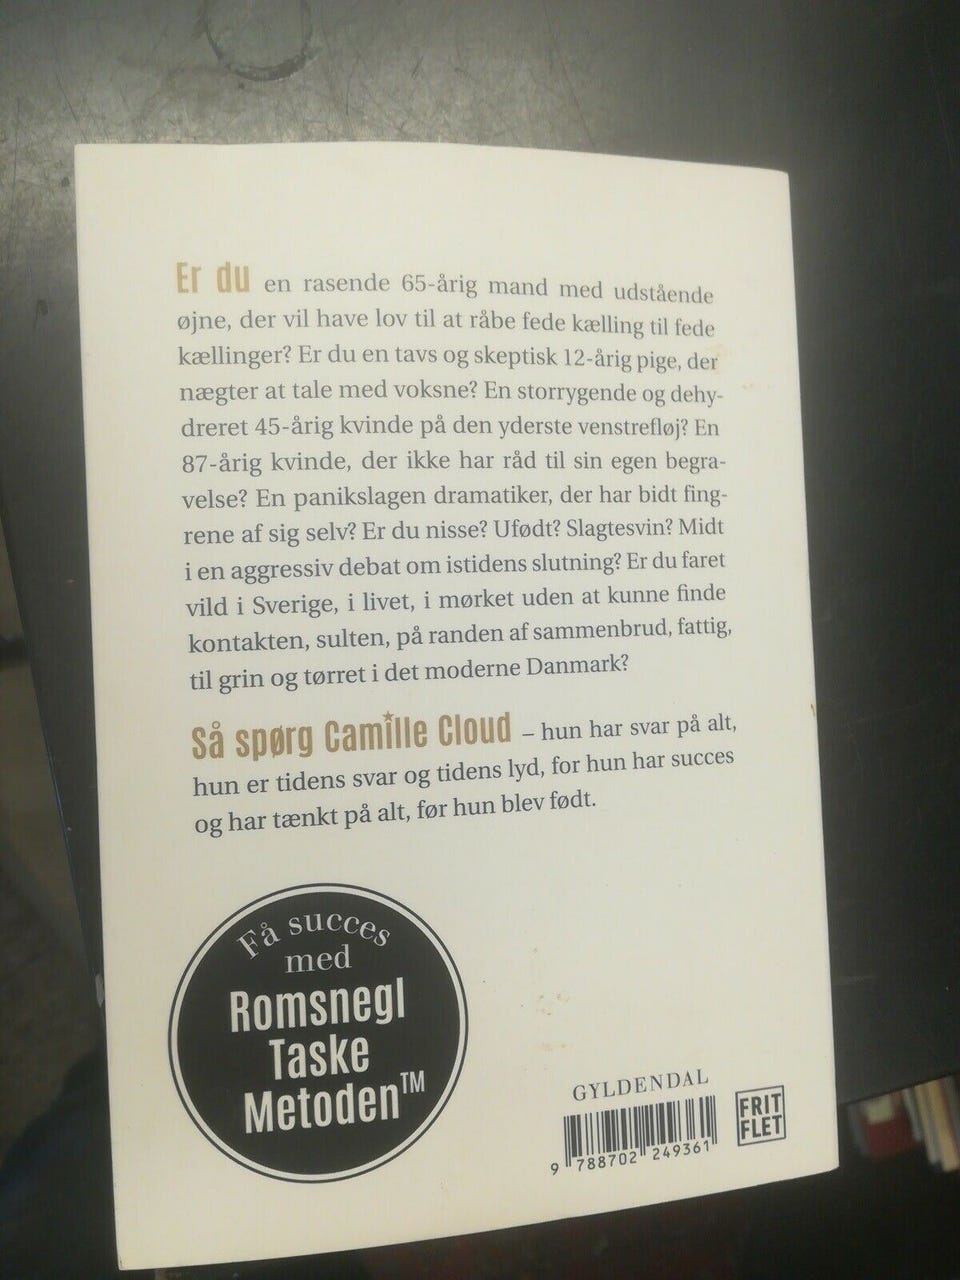 Er du en rasende 65-årig mand med udstående
øjne, der vil have lov til at råbe fede kælling til fede
kællinger? Er du en tavs og skeptisk 12-årig pige, der
nægter at tale med voksne? En storrygende og dehy-
dreret 45-årig kvinde på den yderste venstrefløj? En
87-årig kvinde, der ikke har råd til sin egen begra-
velse? En panikslagen dramatiker, der har bidt fing-
rene af sig selv? Er du nisse? Ufødt? Slagtesvin? Midt
i en aggressiv debat om istidens slutning? Er du faret
vild i Sverige, i livet, i mørket uden at kunne finde
kontakten, sulten, på randen af sammenbrud, fattig,
til grin og tørret i det moderne Danmark?
Så spørg Camille Cloud – hun har svar på alt,
hun er tidens svar og tidens lyd, for hun har succes
og har tænkt på alt, før hun blev født.
Få succes
med
Romsnegl
Taske
Metoden™
GYLDENDAL
9 788702 249361
FRIT
FLET